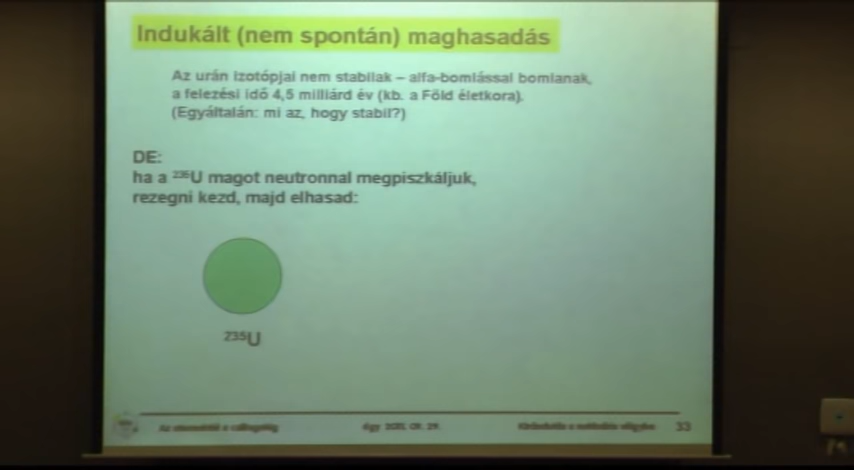 Indukált (nem spontán) maghasadás
Az urán izotópjai nem stabilak – alfa-bomlással bomlanak,
a felezési idő 4,5 milliárd év (kb. a Föld életkora).
(Egyáltalán: mi az, hogy stabil?)
DE:
ha a ²³⁵U magot neutronnal megpiszkáljuk,
rezegni kezd, majd elhasad:
²³⁵U
33